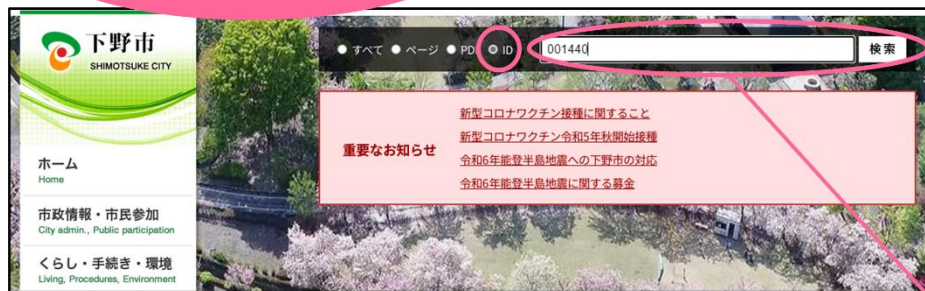 下野市
SHIMOTSUKE CITY
すべて ページ PD ID 001440 検索
重要なお知らせ
新型コロナワクチン接種に関すること
新型コロナワクチン令和5年秋開始接種
令和6年能登半島地震への下野市の対応
令和6年能登半島地震に関する募金
ホーム
Home
市政情報・市民参加
City admin., Public participation
くらし・手続き・環境
Living, Procedures, Environment